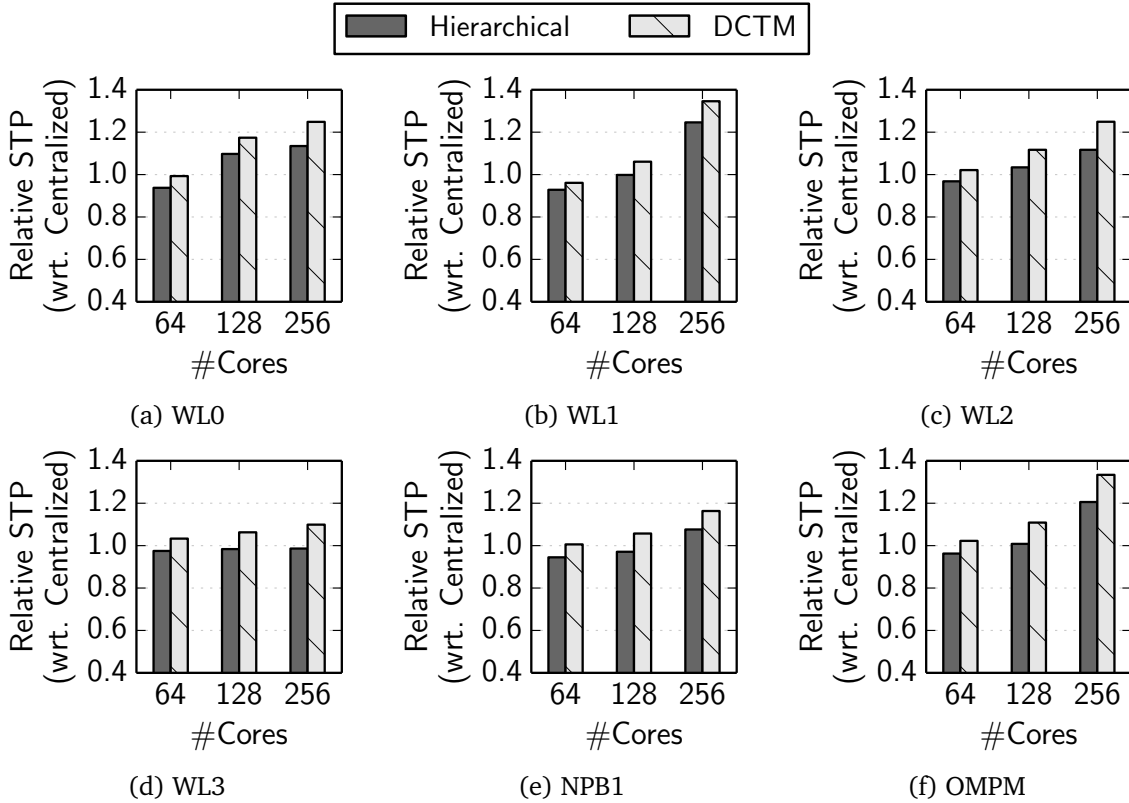 Hierarchical DCTM
Relative STP
(wrt. Centralized)
1.4
1.2
1.0
0.8
0.6
0.4
64 128 256
#Cores
(a) WL0
Relative STP
(wrt. Centralized)
1.4
1.2
1.0
0.8
0.6
0.4
64 128 256
#Cores
(b) WL1
Relative STP
(wrt. Centralized)
1.4
1.2
1.0
0.8
0.6
0.4
64 128 256
#Cores
(c) WL2
Relative STP
(wrt. Centralized)
1.4
1.2
1.0
0.8
0.6
0.4
64 128 256
#Cores
(d) WL3
Relative STP
(wrt. Centralized)
1.4
1.2
1.0
0.8
0.6
0.4
64 128 256
#Cores
(e) NPB1
Relative STP
(wrt. Centralized)
1.4
1.2
1.0
0.8
0.6
0.4
64 128 256
#Cores
(f) OMPM